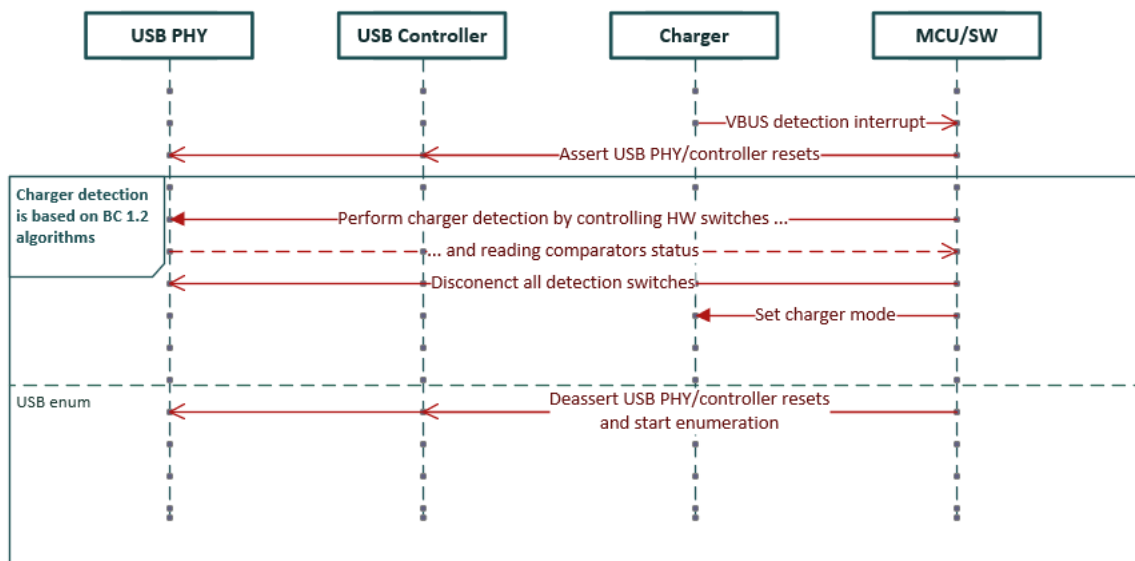 USB PHY
USB Controller
Charger
MCU/SW
VBUS detection interrupt
Assert USB PHY/controller resets
Charger detection
is based on BC 1.2
algorithms
Perform charger detection by controlling HW switches ...
... and reading comparators status
Disconenct all detection switches
Set charger mode
USB enum
Deassert USB PHY/controller resets
and start enumeration